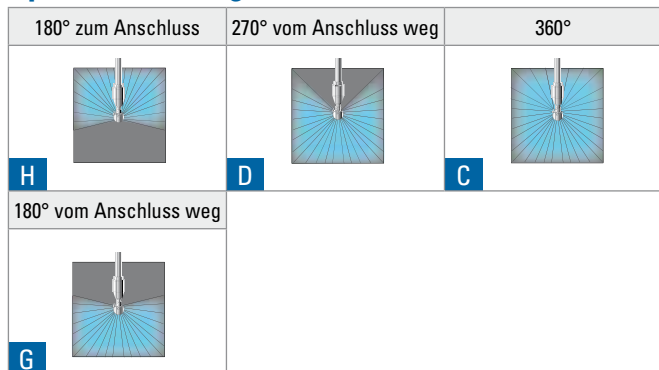 180° zum Anschluss
270° vom Anschluss weg
360°
H
D
C
180° vom Anschluss weg
G